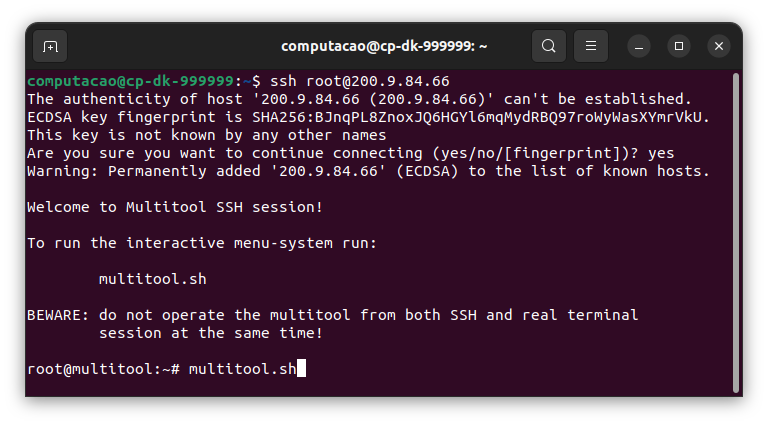 computacao@cp-dk-999999: ~
computacao@cp-dk-999999:~$ ssh root@200.9.84.66
The authenticity of host '200.9.84.66 (200.9.84.66)' can't be established.
ECDSA key fingerprint is SHA256:BJnqPL8ZnoxJQ6HGYl6mqMydRBQ97roWyWasXYmrVkU.
This key is not known by any other names
Are you sure you want to continue connecting (yes/no/[fingerprint])? yes
Warning: Permanently added '200.9.84.66' (ECDSA) to the list of known hosts.
Welcome to Multitool SSH session!
To run the interactive menu-system run:
multitool.sh
BEWARE: do not operate the multitool from both SSH and real terminal
session at the same time!
root@multitool:~# multitool.sh